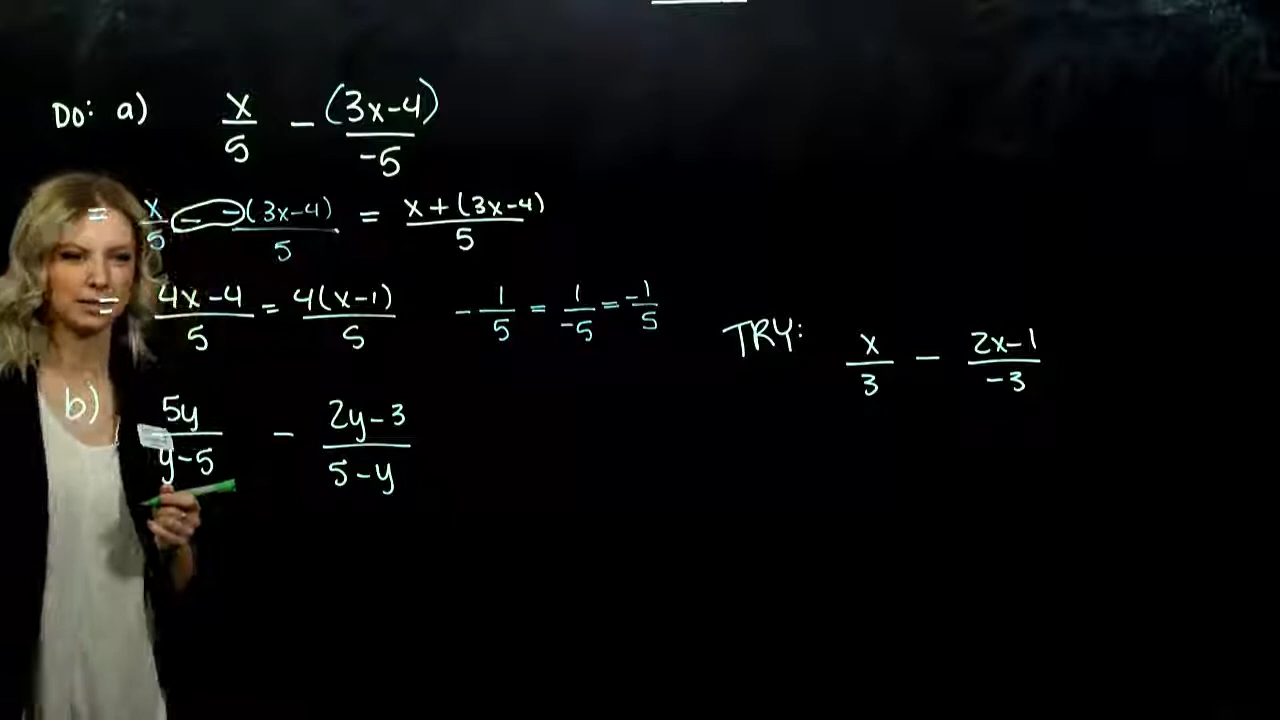 Do: a) x/5 - (3x-4)/-5
= x/5 - -(3x-4)/5 = x+(3x-4)/5
= 4x-4/5 = 4(x-1)/5
-1/5 = 1/-5 = -1/5
b) 5y/y-5 - 2y-3/5-y
TRY: x/3 - 2x-1/-3